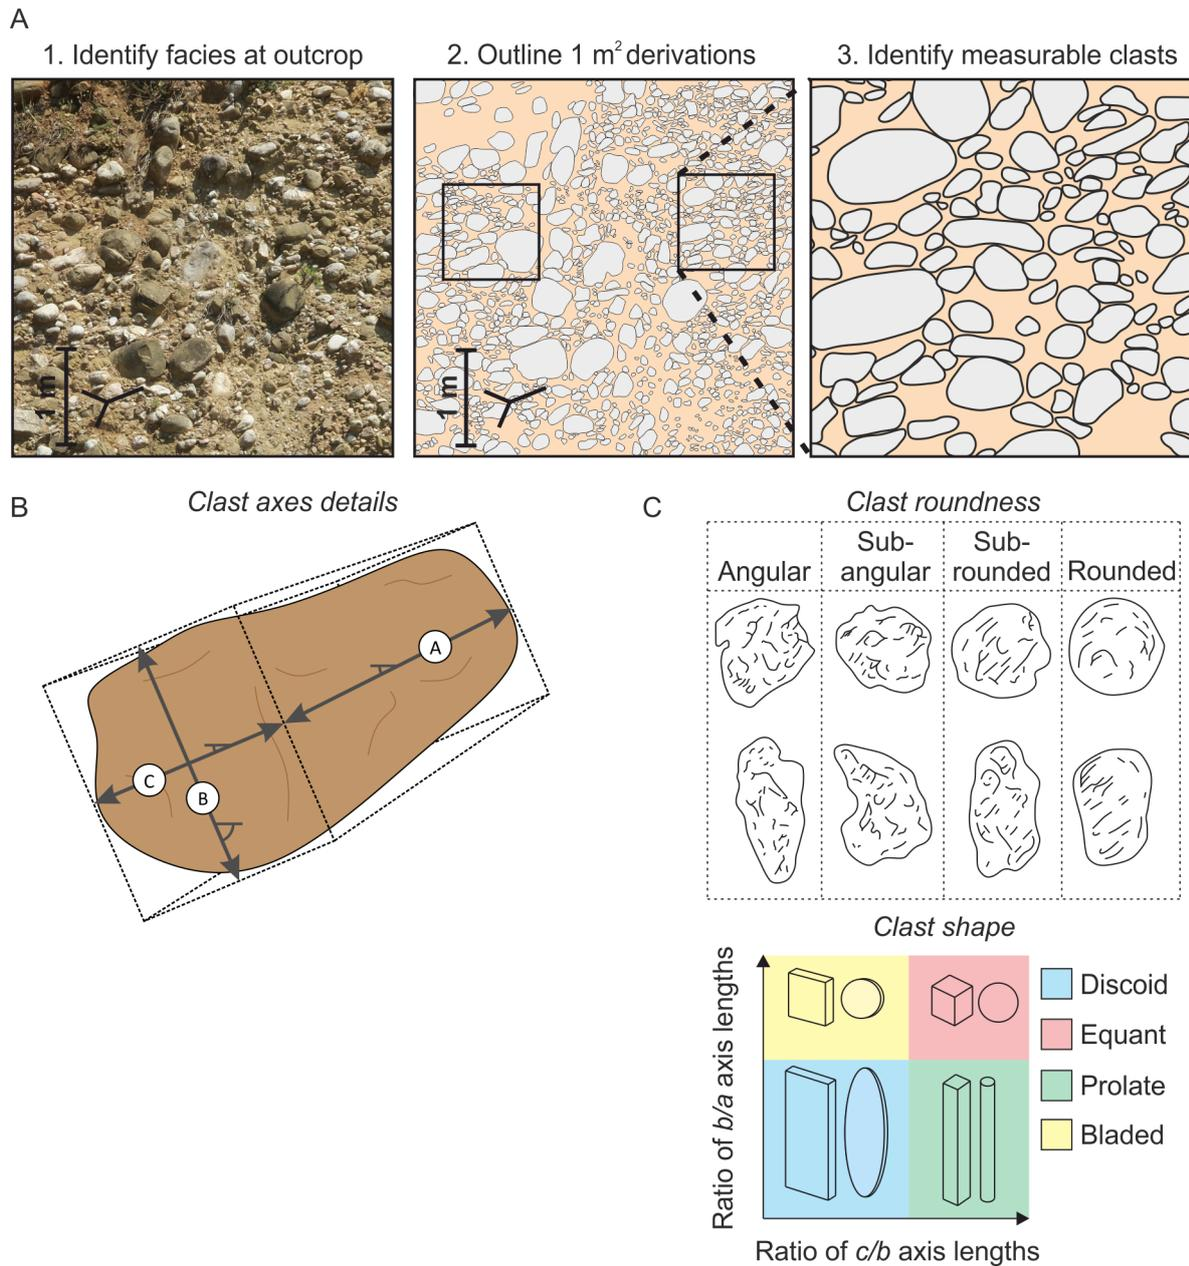 A
1. Identify facies at outcrop
2. Outline 1 m² derivations
3. Identify measurable clasts
1 m
1 m
B
Clast axes details
A
C
B
C
Clast roundness
Angular
Sub-
angular
Sub-
rounded
Rounded
Clast shape
Ratio of b/a axis lengths
Discoid
Equant
Prolate
Bladed
Ratio of c/b axis lengths